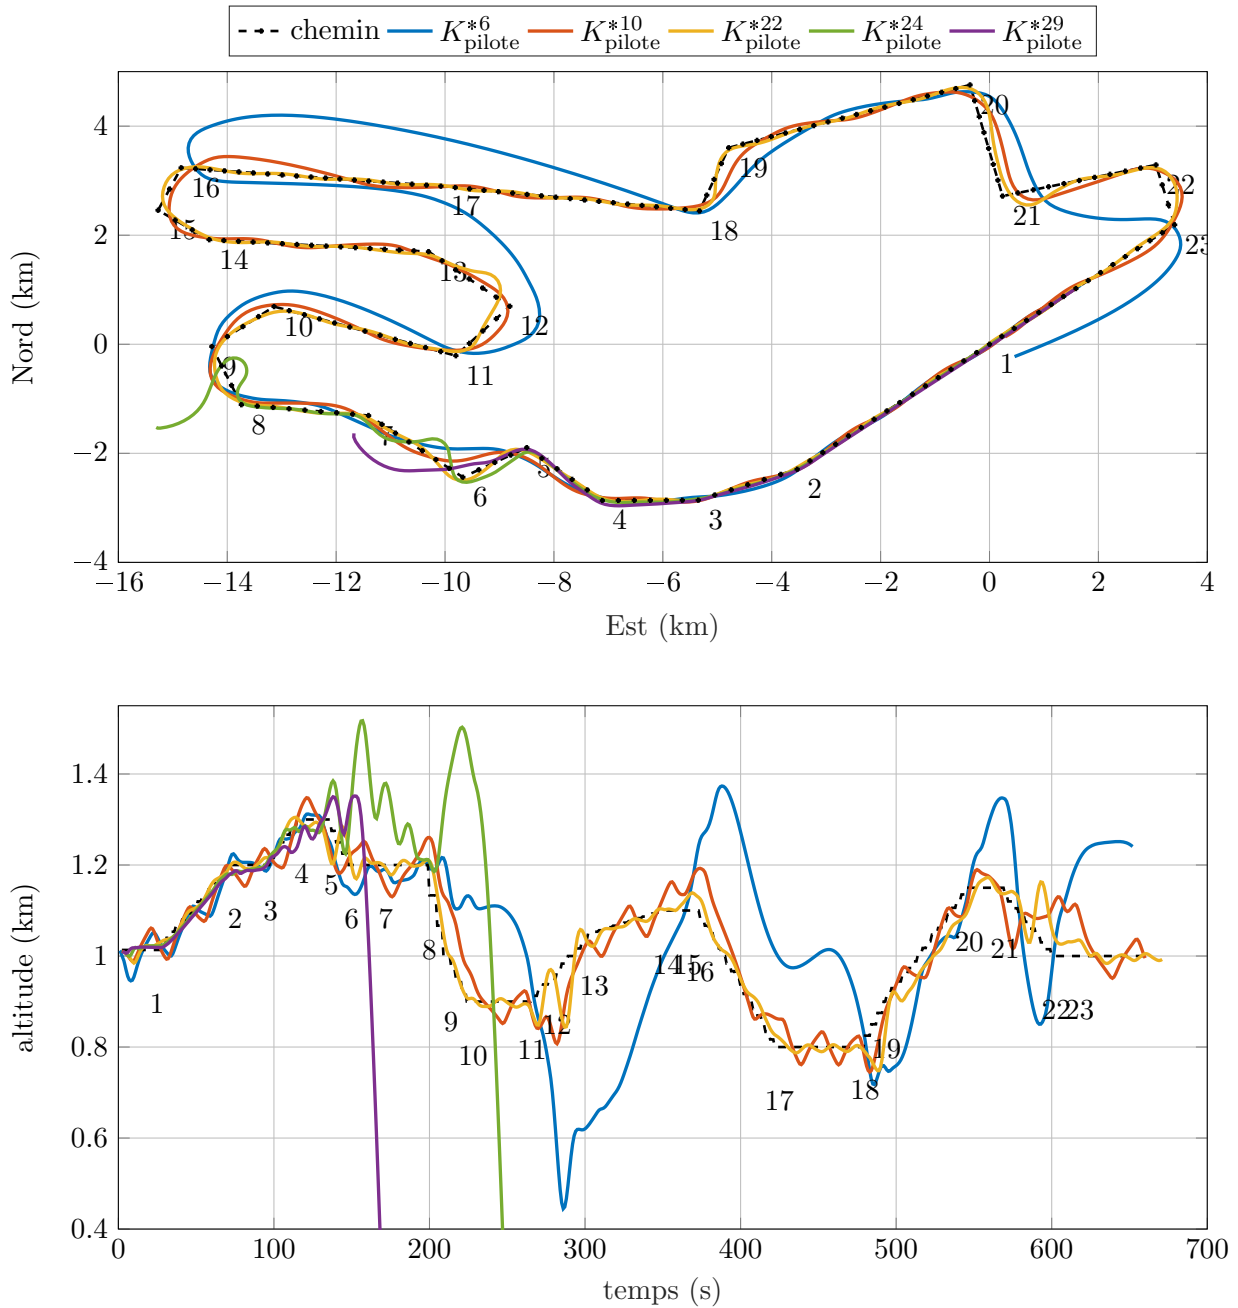 chemin K*6 pilote K*10 pilote K*22 pilote K*24 pilote K*29 pilote
Nord (km)
4
2
0
−2
−4
−16 −14 −12 −10 −8 −6 −4 −2 0 2 4
Est (km)
1 2 3 4 5 6 7 8 9 10 11 12 13 14 15 16 17 18 19 20 21 22 23
altitude (km)
1.4
1.2
1
0.8
0.6
0.4
0 100 200 300 400 500 600 700
temps (s)
1 2 3 4 5 6 7 8 9 10 11 12 13 14 15 16 17 18 19 20 21 22 23